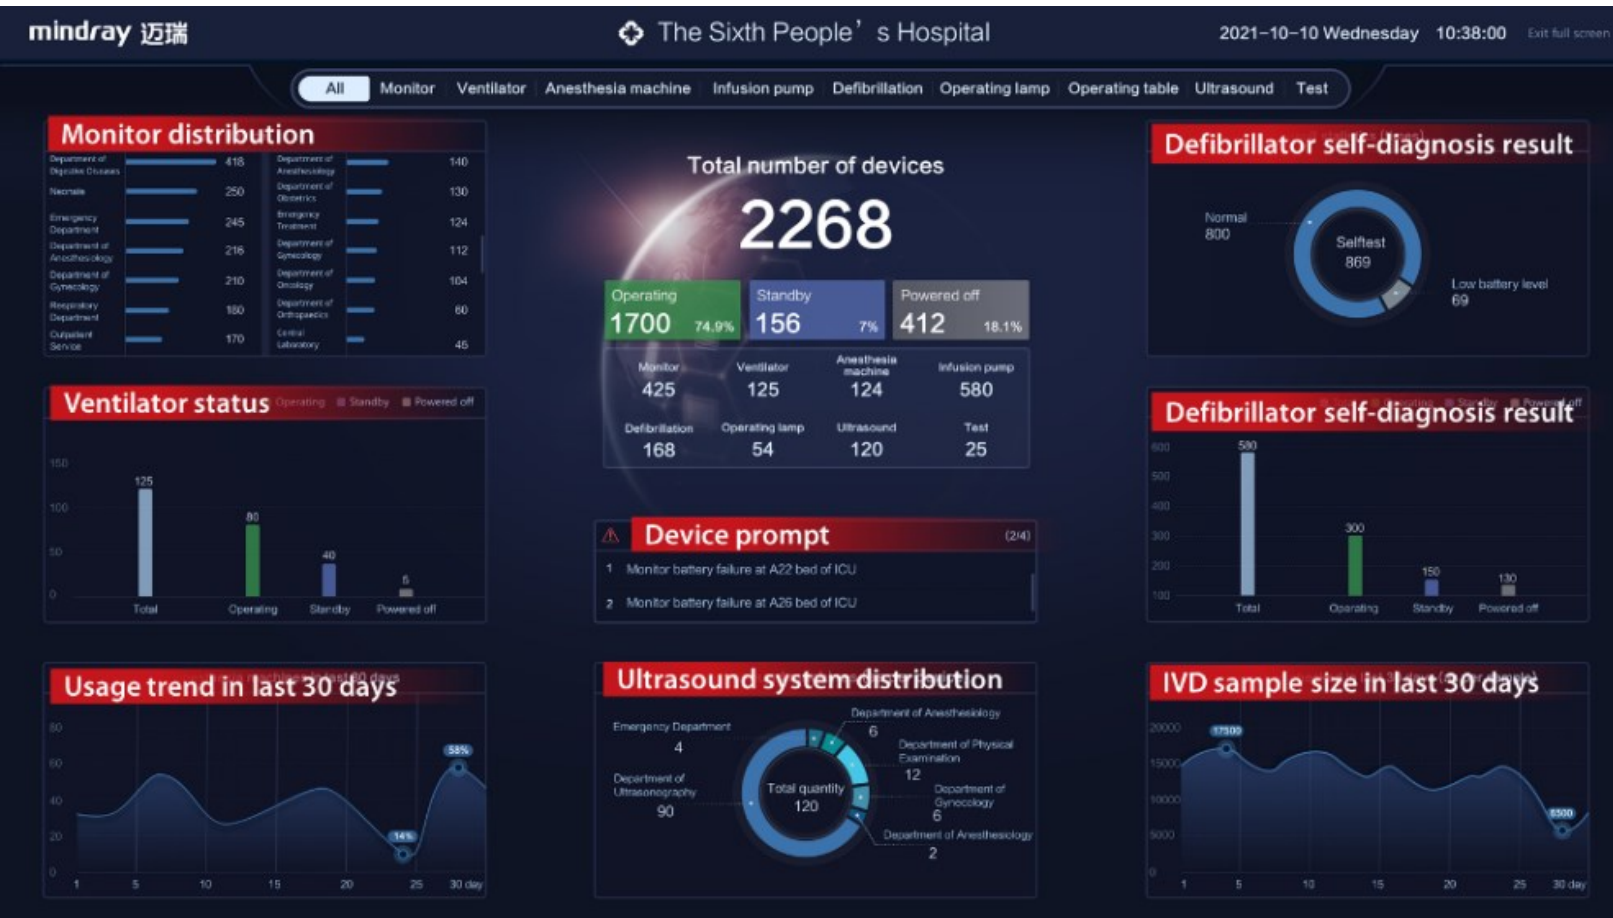 mindray 迈瑞
The Sixth People's Hospital
2021-10-10 Wednesday 10:38:00 Exit full screen
All Monitor Ventilator Anesthesia machine Infusion pump Defibrillation Operating lamp Operating table Ultrasound Test
Monitor distribution
Department of
Digestive Diseases
418
Neonate
250
Emergency
Department
245
Department of
Anesthesiology
216
Department of
Gynecology
210
Respiratory
Department
180
Outpatient
Service
170
Department of
Anesthesiology
140
Department of
Obstetrics
130
Emergency
Treatment
124
Department of
Gynecology
112
Department of
Oncology
104
Department of
Orthopaedics
60
Central
Laboratory
45
Total number of devices
2268
Operating
1700 74.9%
Standby
156 7%
Powered off
412 18.1%
Monitor
425
Ventilator
125
Anesthesia
machine
124
Infusion pump
580
Defibrillation
168
Operating lamp
54
Ultrasound
120
Test
25
Defibrillator self-diagnosis result
Normal
800
Selftest
869
Low battery level
69
Ventilator status
Operating Standby Powered off
150
100
50
0
125
80
40
5
Total Operating Standby Powered off
Device prompt
(2/4)
1 Monitor battery failure at A22 bed of ICU
2 Monitor battery failure at A26 bed of ICU
Defibrillator self-diagnosis result
Operating Standby Powered off
600
500
400
300
200
100
580
300
150
130
Total Operating Standby Powered off
Usage trend in last 30 days
80
60
40
20
0
58%
14%
1 5 10 15 20 25 30 day
Ultrasound system distribution
Emergency Department
4
Department of
Ultrasonography
90
Total quantity
120
Department of Anesthesiology
6
Department of Physical
Examination
12
Department of
Gynecology
6
Department of Anesthesiology
2
IVD sample size in last 30 days
20000
15000
10000
5000
0
17500
6500
1 5 10 15 20 25 30 day